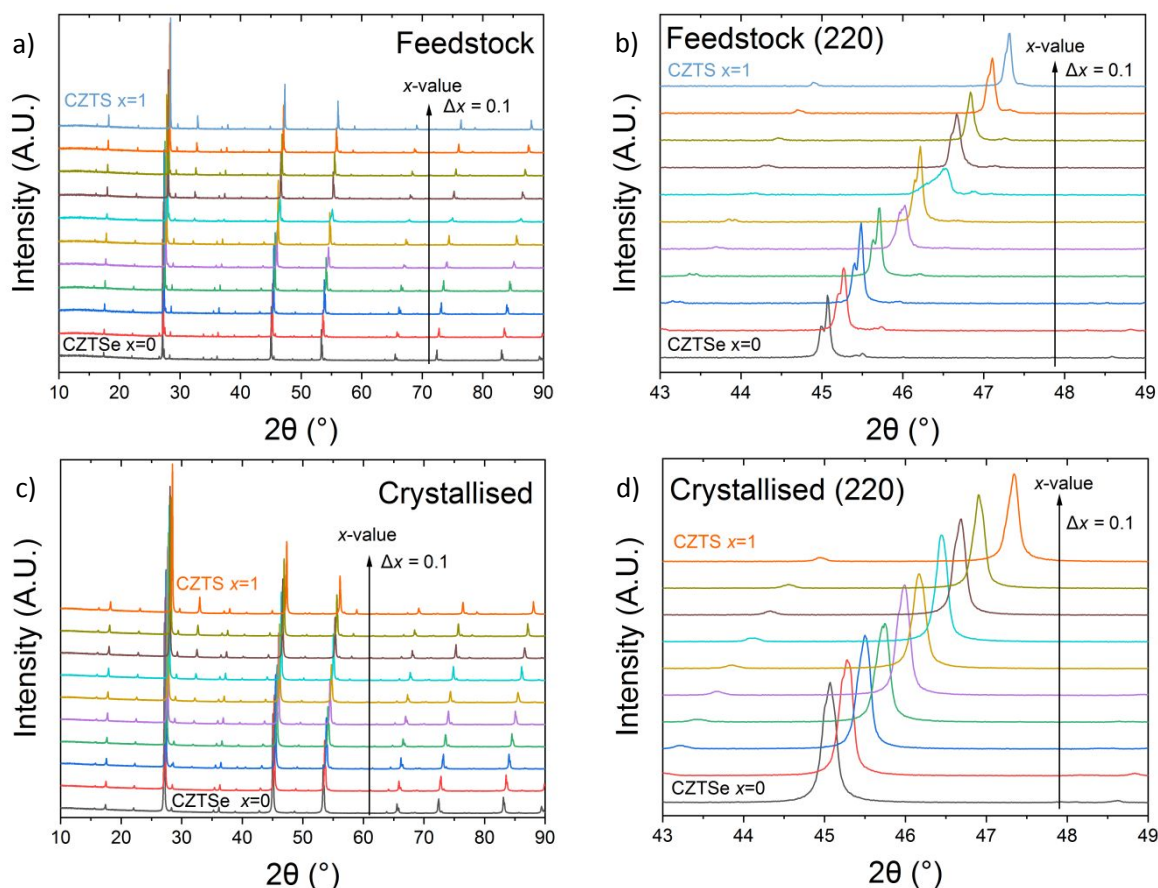 a)
Feedstock
CZTS x=1
x-value
Δx = 0.1
CZTSe x=0
Intensity (A.U.)
10 20 30 40 50 60 70 80 90
2θ (°)
b)
Feedstock (220)
CZTS x=1
x-value
Δx = 0.1
CZTSe x=0
Intensity (A.U.)
43 44 45 46 47 48 49
2θ (°)
c)
Crystallised
CZTS x=1
x-value
Δx = 0.1
CZTSe x=0
Intensity (A.U.)
10 20 30 40 50 60 70 80 90
2θ (°)
d)
Crystallised (220)
CZTS x=1
x-value
Δx = 0.1
CZTSe x=0
Intensity (A.U.)
43 44 45 46 47 48 49
2θ (°)